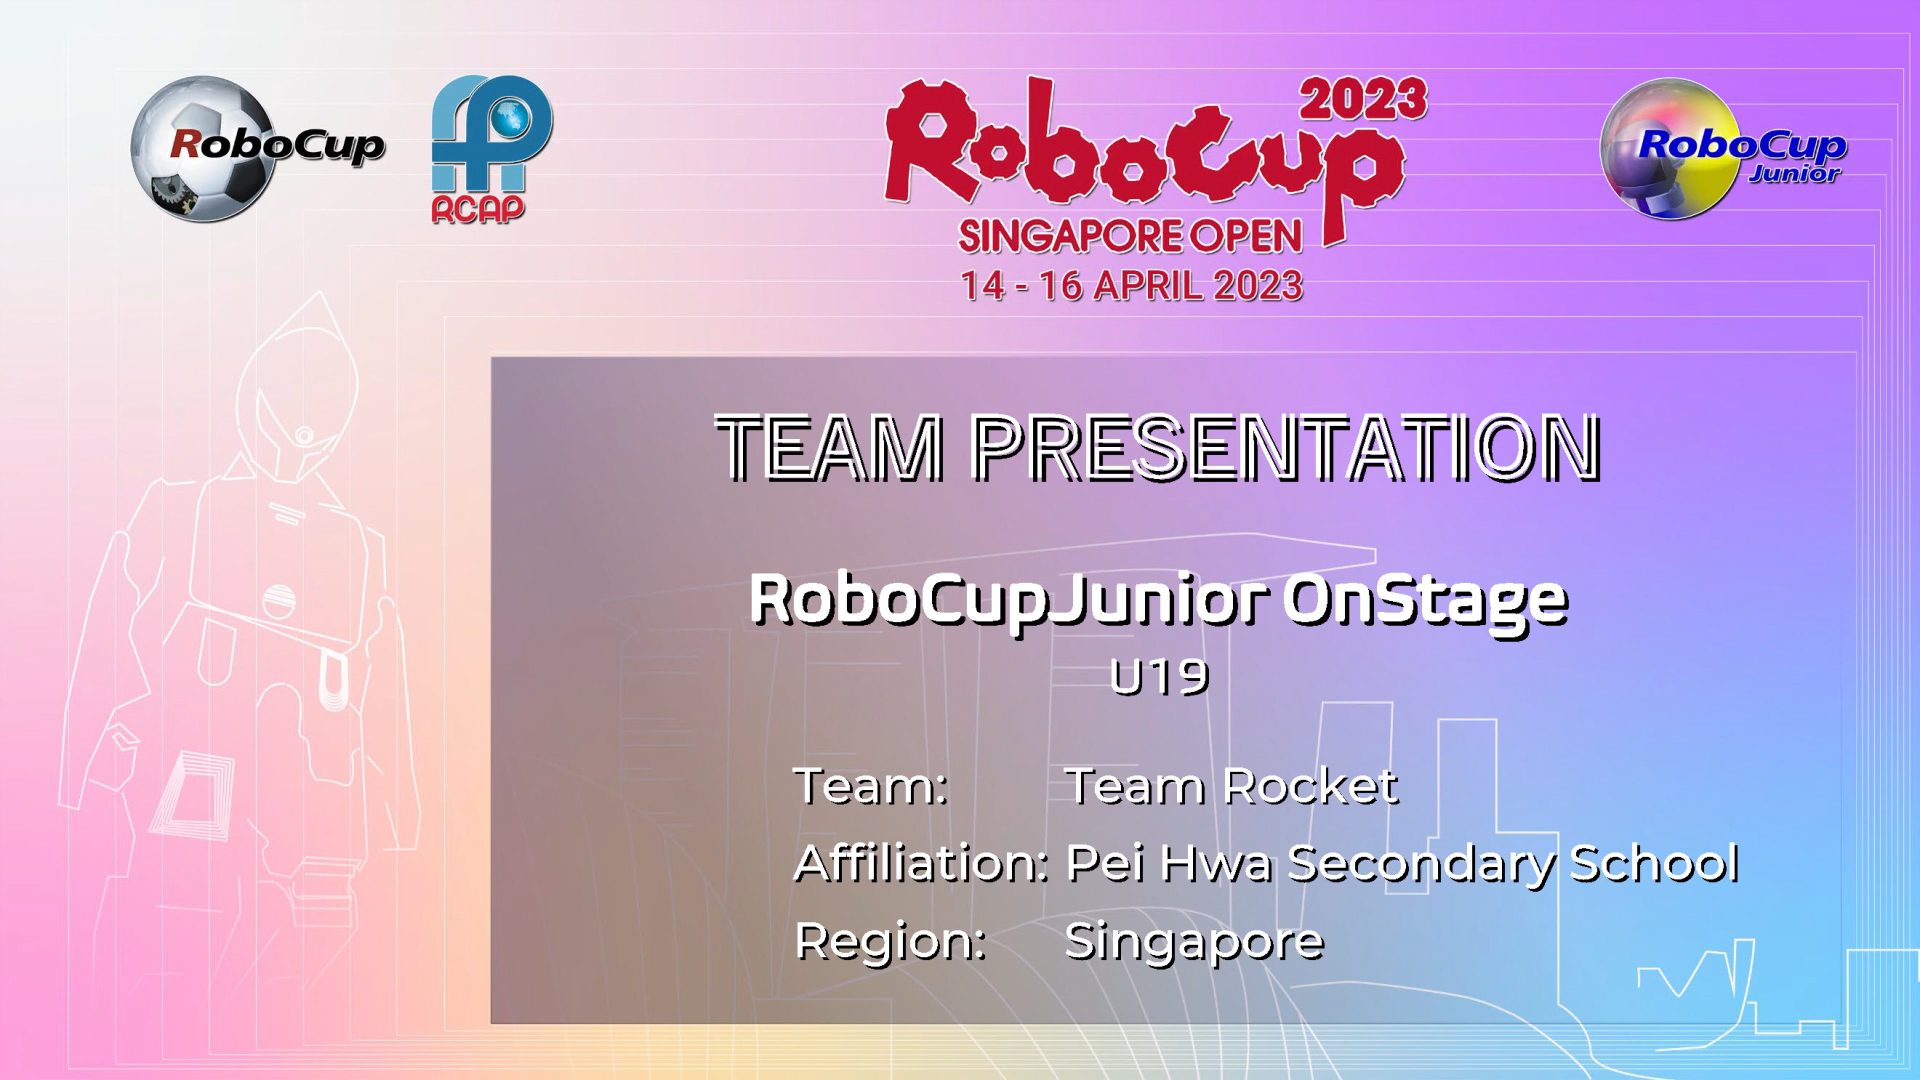 RoboCup
RCAP
RoboCup 2023
SINGAPORE OPEN
14 - 16 APRIL 2023
RoboCup
Junior
TEAM PRESENTATION
RoboCupJunior OnStage
U19
Team: Team Rocket
Affiliation: Pei Hwa Secondary School
Region: Singapore